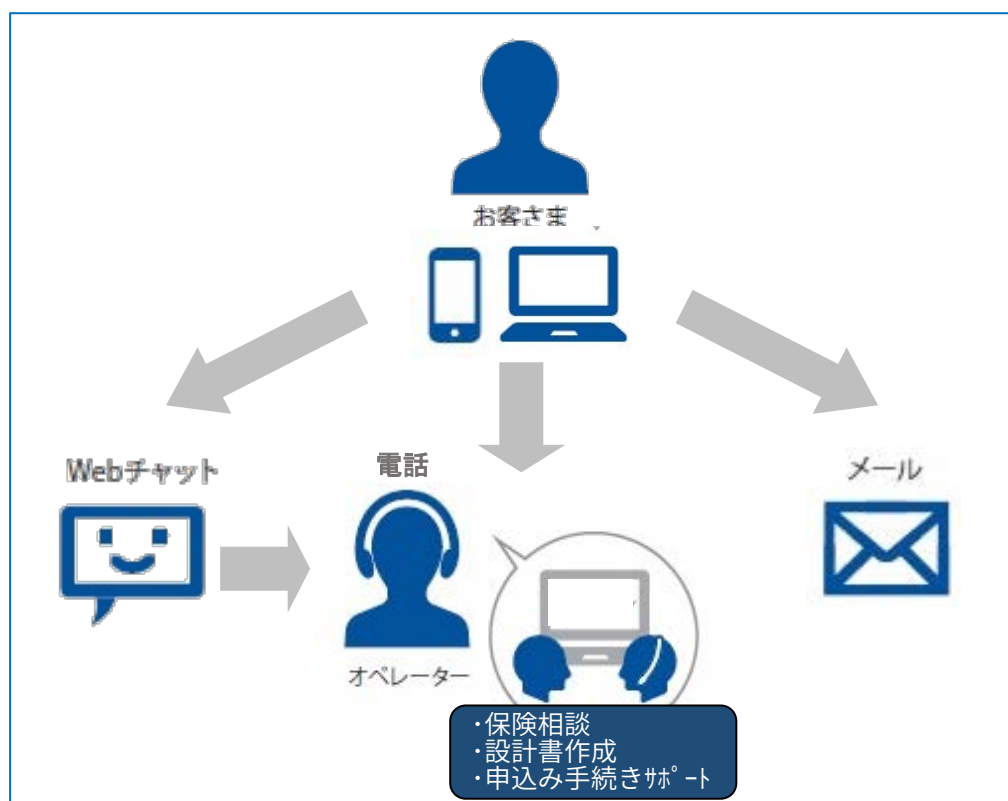 お客さま
Webチャット
電話
メール
オペレーター
・保険相談
・設計書作成
・申込み手続きｻﾎﾟｰﾄ